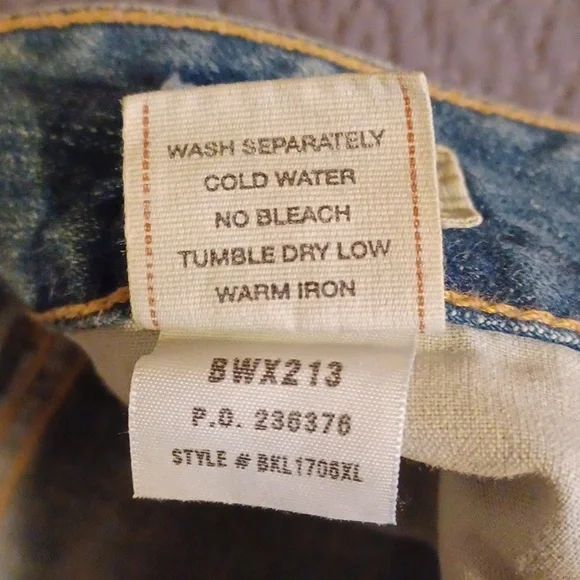 WASH SEPARATELY
COLD WATER
NO BLEACH
TUMBLE DRY LOW
WARM IRON
BWX213
P.O. 236376
STYLE # BKL1706XL